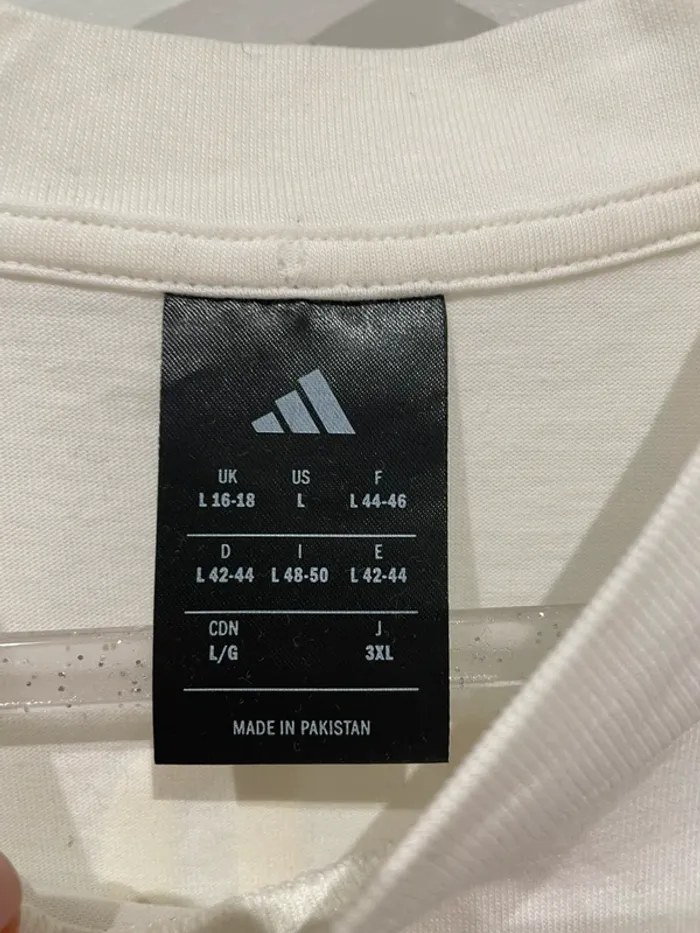 UK US F
L 16-18 L L 44-46
D I E
L 42-44 L 48-50 L 42-44
CDN J
L/G 3XL
MADE IN PAKISTAN